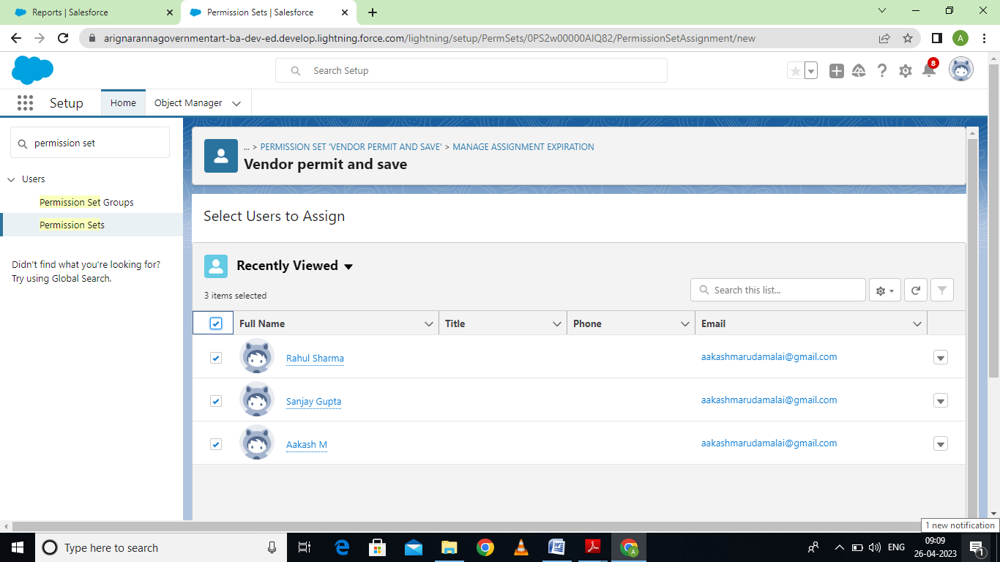 Reports | Salesforce
Permission Sets | Salesforce
arignarannagovernmentart-ba-dev-ed.develop.lightning.force.com/lightning/setup/PermSets/0PS2w00000AIQ82/PermissionSetAssignment/new
A
Search Setup
8
Setup
Home
Object Manager
permission set
Users
Permission Set Groups
Permission Sets
Didn't find what you're looking for?
Try using Global Search.
... > PERMISSION SET 'VENDOR PERMIT AND SAVE' > MANAGE ASSIGNMENT EXPIRATION
Vendor permit and save
Select Users to Assign
Recently Viewed
3 items selected
Search this list...
Full Name Title Phone Email
Rahul Sharma aakashmarudamalai@gmail.com
Sanjay Gupta aakashmarudamalai@gmail.com
Aakash M aakashmarudamalai@gmail.com
1 new notification
Type here to search
ENG
09:09
26-04-2023
1